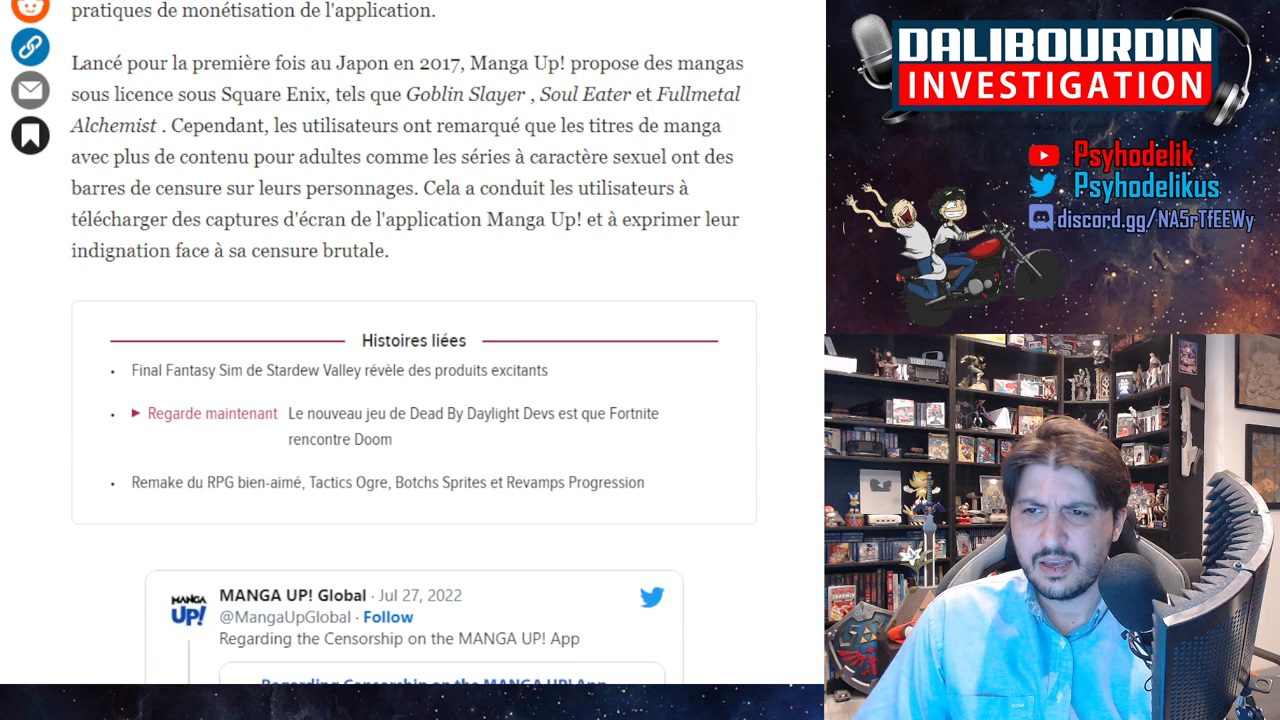 pratiques de monétisation de l'application.
Lancé pour la première fois au Japon en 2017, Manga Up! propose des mangas
sous licence sous Square Enix, tels que Goblin Slayer , Soul Eater et Fullmetal
Alchemist . Cependant, les utilisateurs ont remarqué que les titres de manga
avec plus de contenu pour adultes comme les séries à caractère sexuel ont des
barres de censure sur leurs personnages. Cela a conduit les utilisateurs à
télécharger des captures d'écran de l'application Manga Up! et à exprimer leur
indignation face à sa censure brutale.
Histoires liées
Final Fantasy Sim de Stardew Valley révèle des produits excitants
Regarde maintenant Le nouveau jeu de Dead By Daylight Devs est que Fortnite
rencontre Doom
Remake du RPG bien-aimé, Tactics Ogre, Botchs Sprites et Revamps Progression
MANGA UP!
MANGA UP! Global · Jul 27, 2022
@MangaUpGlobal · Follow
Regarding the Censorship on the MANGA UP! App
Regarding Censorship on the MANGA UP! App
DALIBOURDIN
INVESTIGATION
Psyhodelik
Psyhodelikus
discord.gg/NA5rTfEEWy